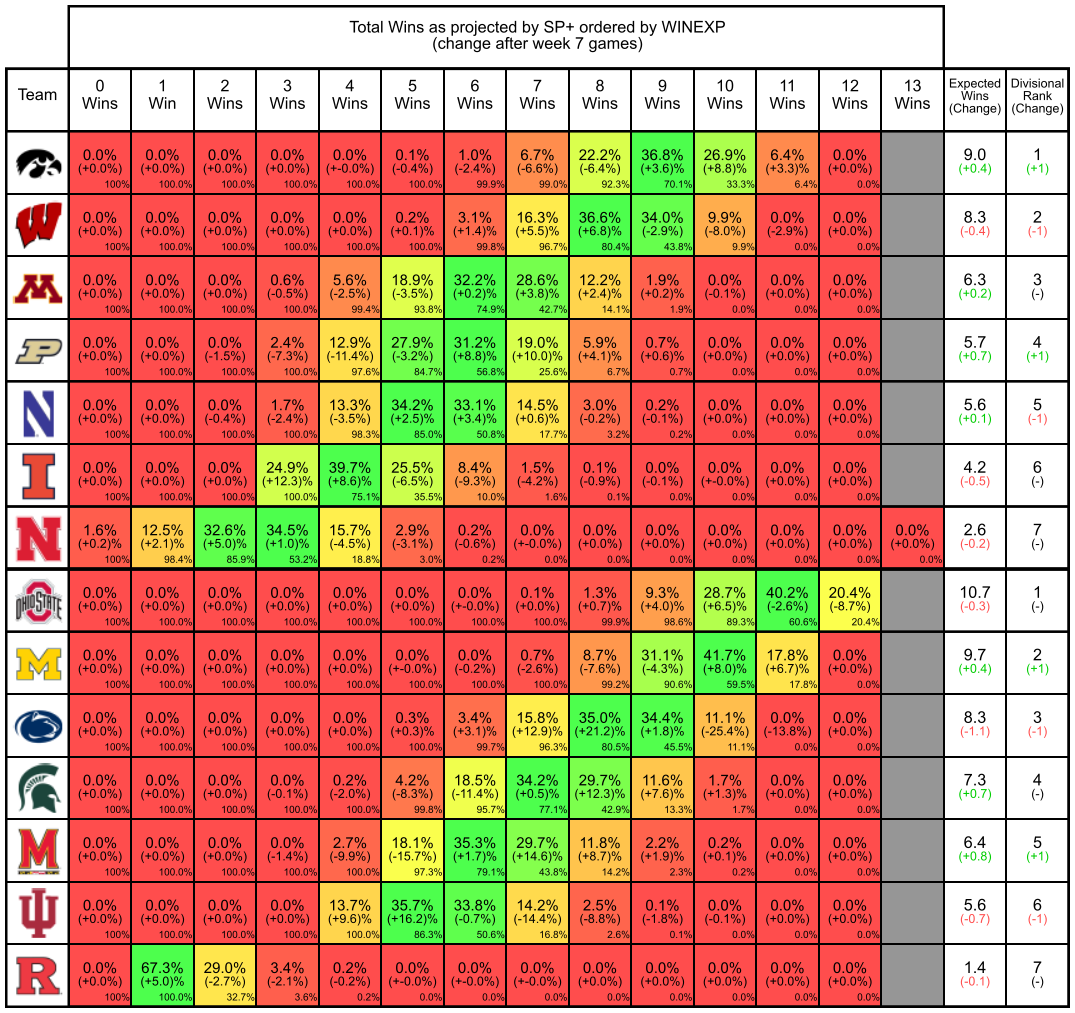 Total Wins as projected by SP+ ordered by WINEXP
(change after week 7 games)
Team 0 Wins 1 Win 2 Wins 3 Wins 4 Wins 5 Wins 6 Wins 7 Wins 8 Wins 9 Wins 10 Wins 11 Wins 12 Wins 13 Wins Expected Wins (Change) Divisional Rank (Change)
0.0% 0.0% 0.0% 0.0% 0.0% 0.1% 1.0% 6.7% 22.2% 36.8% 26.9% 6.4% 0.0% 9.0 1
(+0.0%) (+0.0%) (+0.0%) (+0.0%) (+-0.0%) (-0.4%) (-2.4%) (-6.6%) (-6.4%) (+3.6)% (+8.8)% (+3.3)% (+0.0%) (+0.4) (+1)
100% 100.0% 100.0% 100.0% 100.0% 100.0% 99.9% 99.0% 92.3% 70.1% 33.3% 6.4% 0.0%
W 0.0% 0.0% 0.0% 0.0% 0.0% 0.2% 3.1% 16.3% 36.6% 34.0% 9.9% 0.0% 0.0% 8.3 2
(+0.0%) (+0.0%) (+0.0%) (+0.0%) (+0.0%) (+0.1)% (+1.4)% (+5.5)% (+6.8)% (-2.9%) (-8.0%) (-2.9%) (+0.0%) (-0.4) (-1)
100% 100.0% 100.0% 100.0% 100.0% 100.0% 99.8% 96.7% 80.4% 43.8% 9.9% 0.0% 0.0%
M 0.0% 0.0% 0.0% 0.6% 5.6% 18.9% 32.2% 28.6% 12.2% 1.9% 0.0% 0.0% 0.0% 6.3 3
(+0.0%) (+0.0%) (+0.0%) (-0.5%) (-2.5%) (-3.5%) (+0.2)% (+3.8)% (+2.4)% (+0.2)% (-0.1%) (+0.0%) (+0.0%) (+0.2) (-)
100% 100.0% 100.0% 100.0% 99.4% 93.8% 74.9% 42.7% 14.1% 1.9% 0.0% 0.0% 0.0%
P 0.0% 0.0% 0.0% 2.4% 12.9% 27.9% 31.2% 19.0% 5.9% 0.7% 0.0% 0.0% 0.0% 5.7 4
(+0.0%) (+0.0%) (-1.5%) (-7.3%) (-11.4%) (-3.2%) (+8.8)% (+10.0)% (+4.1)% (+0.6)% (+0.0%) (+0.0%) (+0.0%) (+0.7) (+1)
100% 100.0% 100.0% 100.0% 97.6% 84.7% 56.8% 25.6% 6.7% 0.7% 0.0% 0.0% 0.0%
N 0.0% 0.0% 0.0% 1.7% 13.3% 34.2% 33.1% 14.5% 3.0% 0.2% 0.0% 0.0% 0.0% 5.6 5
(+0.0%) (+0.0%) (-0.4%) (-2.4%) (-3.5%) (+2.5)% (+3.4)% (+0.6)% (-0.2%) (-0.1%) (+0.0%) (+0.0%) (+0.0%) (+0.1) (-1)
100% 100.0% 100.0% 100.0% 98.3% 85.0% 50.8% 17.7% 3.2% 0.2% 0.0% 0.0% 0.0%
I 0.0% 0.0% 0.0% 24.9% 39.7% 25.5% 8.4% 1.5% 0.1% 0.0% 0.0% 0.0% 0.0% 4.2 6
(+0.0%) (+0.0%) (+0.0%) (+12.3)% (+8.6)% (-6.5%) (-9.3%) (-4.2%) (-0.9%) (-0.1%) (+-0.0%) (+0.0%) (+0.0%) (-0.5) (-)
100% 100.0% 100.0% 100.0% 75.1% 35.5% 10.0% 1.6% 0.1% 0.0% 0.0% 0.0% 0.0%
N 1.6% 12.5% 32.6% 34.5% 15.7% 2.9% 0.2% 0.0% 0.0% 0.0% 0.0% 0.0% 0.0% 0.0% 2.6 7
(+0.2)% (+2.1)% (+5.0)% (+1.0)% (-4.5%) (-3.1%) (-0.6%) (+-0.0%) (+0.0%) (+0.0%) (+0.0%) (+0.0%) (+0.0%) (+0.0%) (-0.2) (-)
100% 98.4% 85.9% 53.2% 18.8% 3.0% 0.2% 0.0% 0.0% 0.0% 0.0% 0.0% 0.0% 0.0%
OHIO STATE 0.0% 0.0% 0.0% 0.0% 0.0% 0.0% 0.0% 0.1% 1.3% 9.3% 28.7% 40.2% 20.4% 10.7 1
(+0.0%) (+0.0%) (+0.0%) (+0.0%) (+0.0%) (+0.0%) (+-0.0%) (+0.0%) (+0.7)% (+4.0)% (+6.5)% (-2.6%) (-8.7%) (-0.3) (-)
100% 100.0% 100.0% 100.0% 100.0% 100.0% 100.0% 100.0% 99.9% 98.6% 89.3% 60.6% 20.4%
M 0.0% 0.0% 0.0% 0.0% 0.0% 0.0% 0.0% 0.7% 8.7% 31.1% 41.7% 17.8% 0.0% 9.7 2
(+0.0%) (+0.0%) (+0.0%) (+0.0%) (+0.0%) (+-0.0%) (-0.2%) (-2.6%) (-7.6%) (-4.3%) (+8.0)% (+6.7)% (+0.0%) (+0.4) (+1)
100% 100.0% 100.0% 100.0% 100.0% 100.0% 100.0% 100.0% 99.2% 90.6% 59.5% 17.8% 0.0%
0.0% 0.0% 0.0% 0.0% 0.0% 0.3% 3.4% 15.8% 35.0% 34.4% 11.1% 0.0% 0.0% 8.3 3
(+0.0%) (+0.0%) (+0.0%) (+0.0%) (+0.0%) (+0.3)% (+3.1)% (+12.9)% (+21.2)% (+1.8)% (-25.4%) (-13.8%) (+0.0%) (-1.1) (-1)
100% 100.0% 100.0% 100.0% 100.0% 100.0% 99.7% 96.3% 80.5% 45.5% 11.1% 0.0% 0.0%
0.0% 0.0% 0.0% 0.0% 0.2% 4.2% 18.5% 34.2% 29.7% 11.6% 1.7% 0.0% 0.0% 7.3 4
(+0.0%) (+0.0%) (+0.0%) (-0.1%) (-2.0%) (-8.3%) (-11.4%) (+0.5)% (+12.3)% (+7.6)% (+1.3)% (+0.0%) (+0.0%) (+0.7) (-)
100% 100.0% 100.0% 100.0% 100.0% 99.8% 95.7% 77.1% 42.9% 13.3% 1.7% 0.0% 0.0%
M 0.0% 0.0% 0.0% 0.0% 2.7% 18.1% 35.3% 29.7% 11.8% 2.2% 0.2% 0.0% 0.0% 6.4 5
(+0.0%) (+0.0%) (+0.0%) (-1.4%) (-9.9%) (-15.7%) (+1.7)% (+14.6)% (+8.7)% (+1.9)% (+0.1)% (+0.0%) (+0.0%) (+0.8) (+1)
100% 100.0% 100.0% 100.0% 100.0% 97.3% 79.1% 43.8% 14.2% 2.3% 0.2% 0.0% 0.0%
0.0% 0.0% 0.0% 0.0% 13.7% 35.7% 33.8% 14.2% 2.5% 0.1% 0.0% 0.0% 0.0% 5.6 6
(+0.0%) (+0.0%) (+0.0%) (+0.0%) (+9.6)% (+16.2)% (-0.7%) (-14.4%) (-8.8%) (-1.8%) (-0.1%) (+0.0%) (+0.0%) (-0.7) (-1)
100% 100.0% 100.0% 100.0% 100.0% 86.3% 50.6% 16.8% 2.6% 0.1% 0.0% 0.0% 0.0%
R 0.0% 67.3% 29.0% 3.4% 0.2% 0.0% 0.0% 0.0% 0.0% 0.0% 0.0% 0.0% 0.0% 1.4 7
(+0.0%) (+5.0)% (-2.7%) (-2.1%) (-0.2%) (+-0.0%) (+-0.0%) (+-0.0%) (+0.0%) (+0.0%) (+0.0%) (+0.0%) (+0.0%) (-0.1) (-)
100% 100.0% 32.7% 3.6% 0.2% 0.0% 0.0% 0.0% 0.0% 0.0% 0.0% 0.0% 0.0%